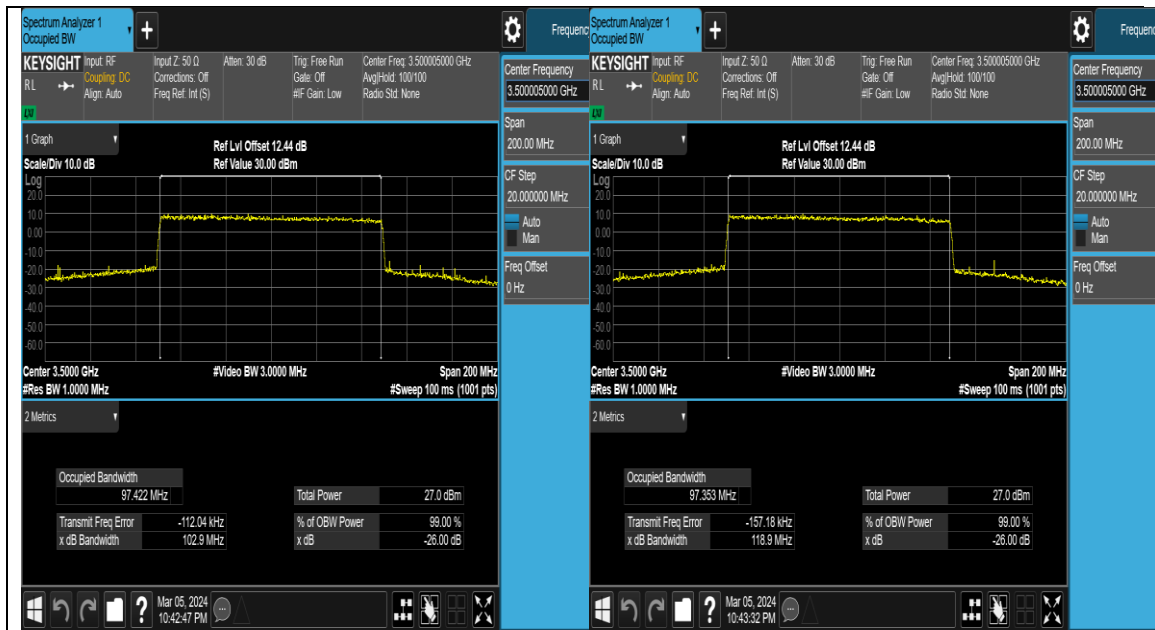 Spectrum Analyzer 1
Occupied BW
+
Frequenc
KEYSIGHT Input: RF Input Z: 50 Ω Atten: 30 dB Trig: Free Run Center Freq: 3.500005000 GHz
RL Coupling: DC Corrections: Off Gate: Off Avg|Hold: 100/100
Align: Auto Freq Ref: Int (S) #IF Gain: Low Radio Std: None
Center Frequency
3.500005000 GHz
Span
200.00 MHz
CF Step
20.000000 MHz
Auto
Man
Freq Offset
0 Hz
1 Graph
Ref Lvl Offset 12.44 dB
Scale/Div 10.0 dB Ref Value 30.00 dBm
Log
20.0
10.0
0.00
-10.0
-20.0
-30.0
-40.0
-50.0
-60.0
Center 3.5000 GHz #Video BW 3.0000 MHz Span 200 MHz
#Res BW 1.0000 MHz #Sweep 100 ms (1001 pts)
2 Metrics
Occupied Bandwidth
97.422 MHz Total Power 27.0 dBm
Transmit Freq Error -112.04 kHz % of OBW Power 99.00 %
x dB Bandwidth 102.9 MHz x dB -26.00 dB
? Mar 05, 2024
10:42:47 PM
Spectrum Analyzer 1
Occupied BW
+
Frequenc
KEYSIGHT Input: RF Input Z: 50 Ω Atten: 30 dB Trig: Free Run Center Freq: 3.500005000 GHz
RL Coupling: DC Corrections: Off Gate: Off Avg|Hold: 100/100
Align: Auto Freq Ref: Int (S) #IF Gain: Low Radio Std: None
Center Frequency
3.500005000 GHz
Span
200.00 MHz
CF Step
20.000000 MHz
Auto
Man
Freq Offset
0 Hz
1 Graph
Ref Lvl Offset 12.44 dB
Scale/Div 10.0 dB Ref Value 30.00 dBm
Log
20.0
10.0
0.00
-10.0
-20.0
-30.0
-40.0
-50.0
-60.0
Center 3.5000 GHz #Video BW 3.0000 MHz Span 200 MHz
#Res BW 1.0000 MHz #Sweep 100 ms (1001 pts)
2 Metrics
Occupied Bandwidth
97.353 MHz Total Power 27.0 dBm
Transmit Freq Error -157.18 kHz % of OBW Power 99.00 %
x dB Bandwidth 118.9 MHz x dB -26.00 dB
? Mar 05, 2024
10:43:32 PM